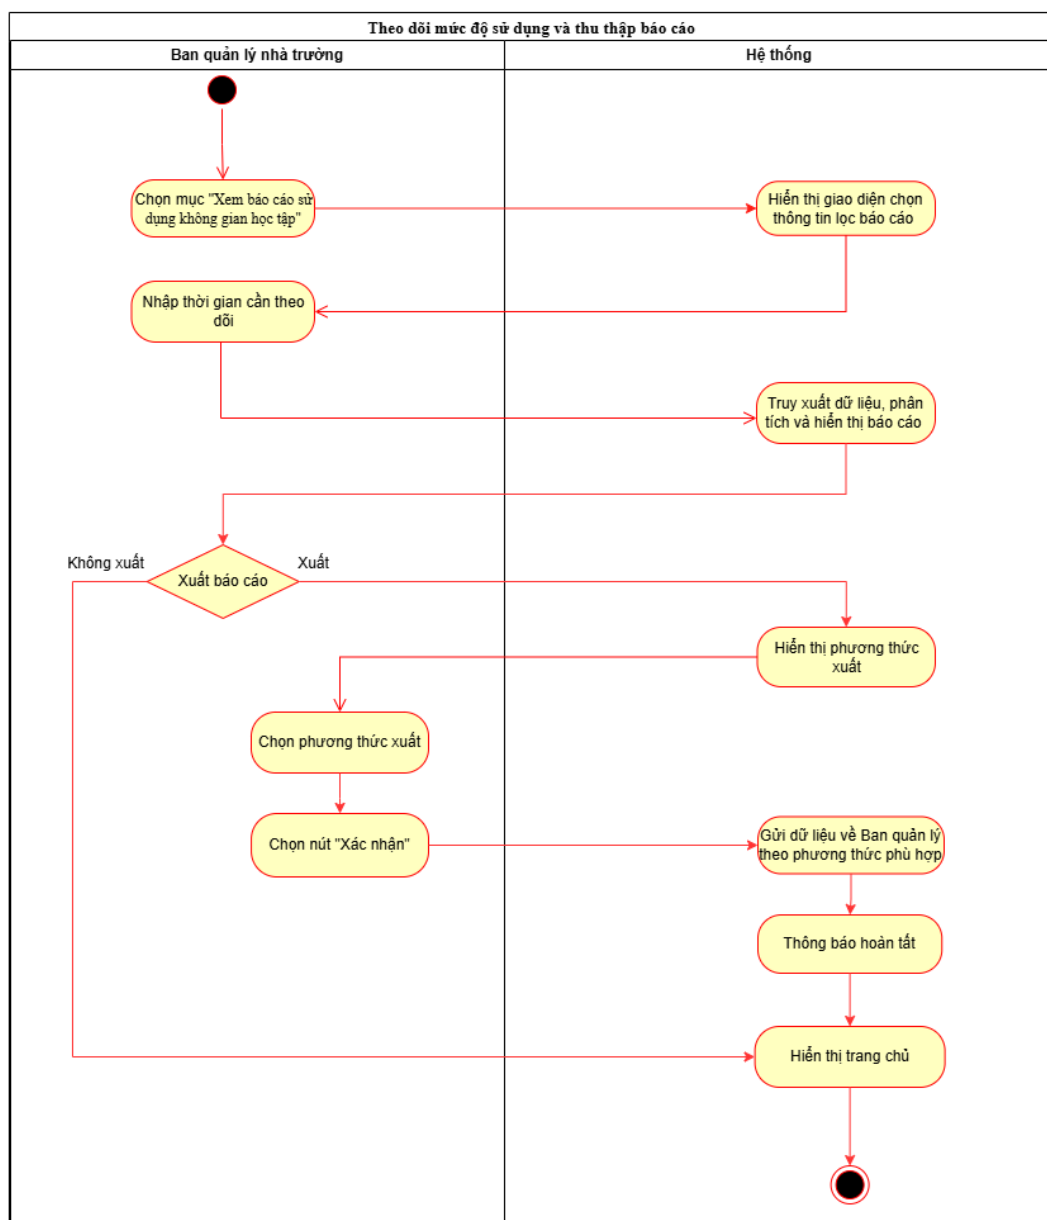 Theo dõi mức độ sử dụng và thu thập báo cáo
Ban quản lý nhà trường
Hệ thống
Chọn mục "Xem báo cáo sử
dụng không gian học tập"
Hiển thị giao diện chọn
thông tin lọc báo cáo
Nhập thời gian cần theo
dõi
Truy xuất dữ liệu, phân
tích và hiển thị báo cáo
Không xuất
Xuất báo cáo
Xuất
Hiển thị phương thức
xuất
Chọn phương thức xuất
Chọn nút "Xác nhận"
Gửi dữ liệu về Ban quản lý
theo phương thức phù hợp
Thông báo hoàn tất
Hiển thị trang chủ